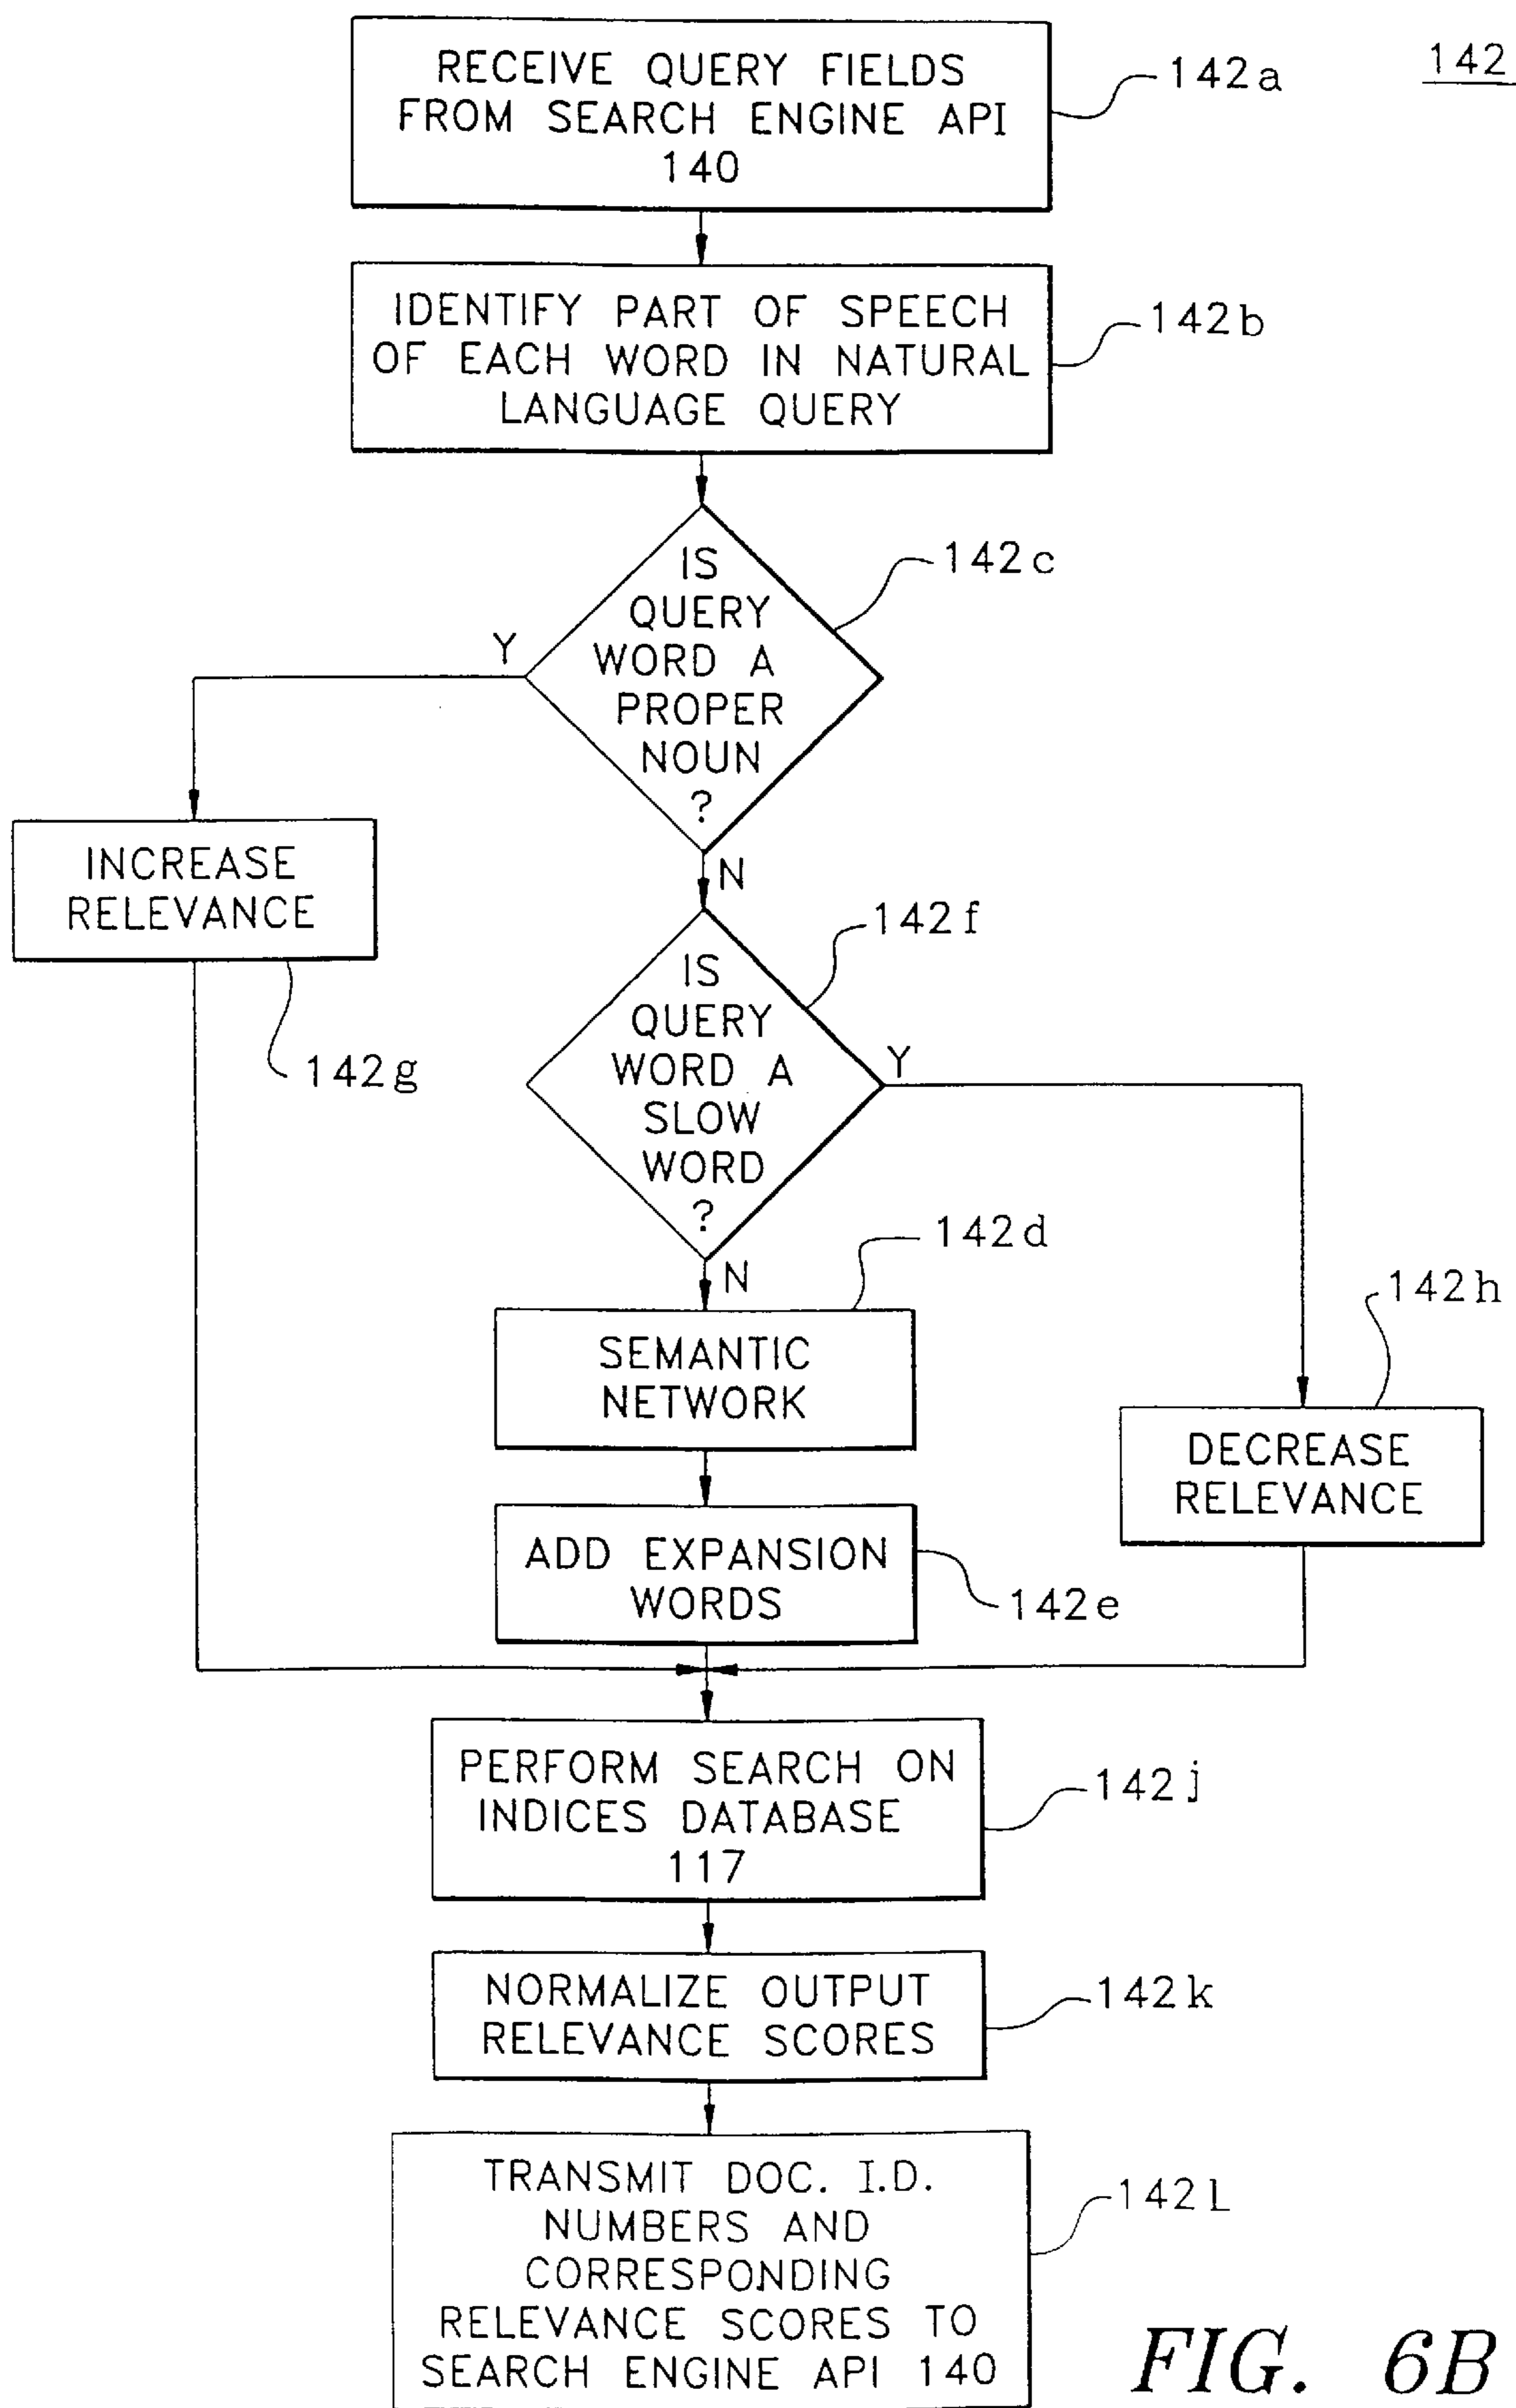 142
RECEIVE QUERY FIELDS
FROM SEARCH ENGINE API
140
142a
IDENTIFY PART OF SPEECH
OF EACH WORD IN NATURAL
LANGUAGE QUERY
142b
IS
QUERY
WORD A
PROPER
NOUN
?
142c
Y
N
INCREASE
RELEVANCE
142g
IS
QUERY
WORD A
SLOW
WORD
?
142f
Y
N
SEMANTIC
NETWORK
142d
DECREASE
RELEVANCE
142h
ADD EXPANSION
WORDS
142e
PERFORM SEARCH ON
INDICES DATABASE
117
142j
NORMALIZE OUTPUT
RELEVANCE SCORES
142k
TRANSMIT DOC. I.D.
NUMBERS AND
CORRESPONDING
RELEVANCE SCORES TO
SEARCH ENGINE API 140
142L
FIG. 6B